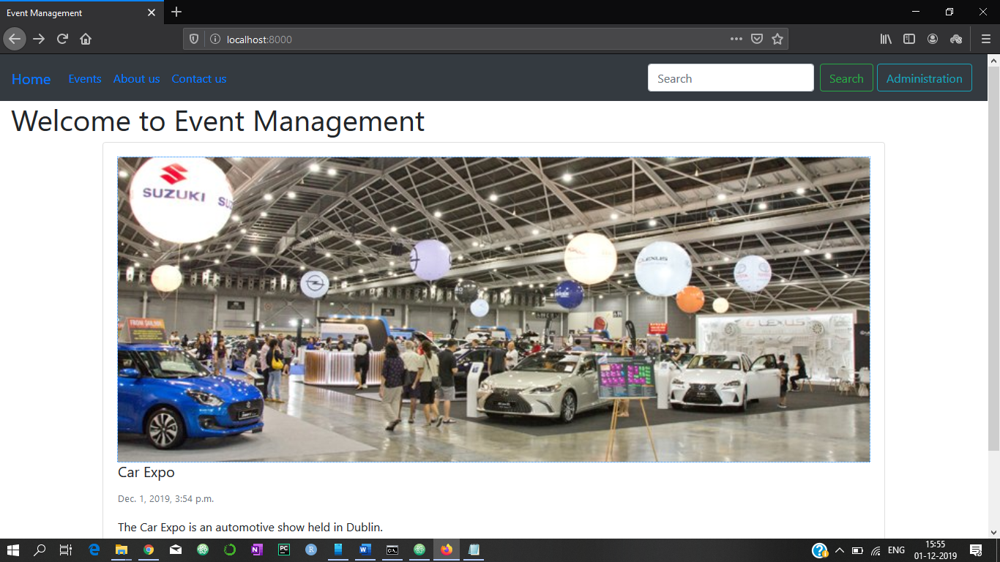 Event Management
localhost:8000
Home Events About us Contact us Search Search Administration
Welcome to Event Management
SUZUKI
LEXUS
LEXUS
Car Expo
Dec. 1, 2019, 3:54 p.m.
The Car Expo is an automotive show held in Dublin.
ENG
15:55
01-12-2019